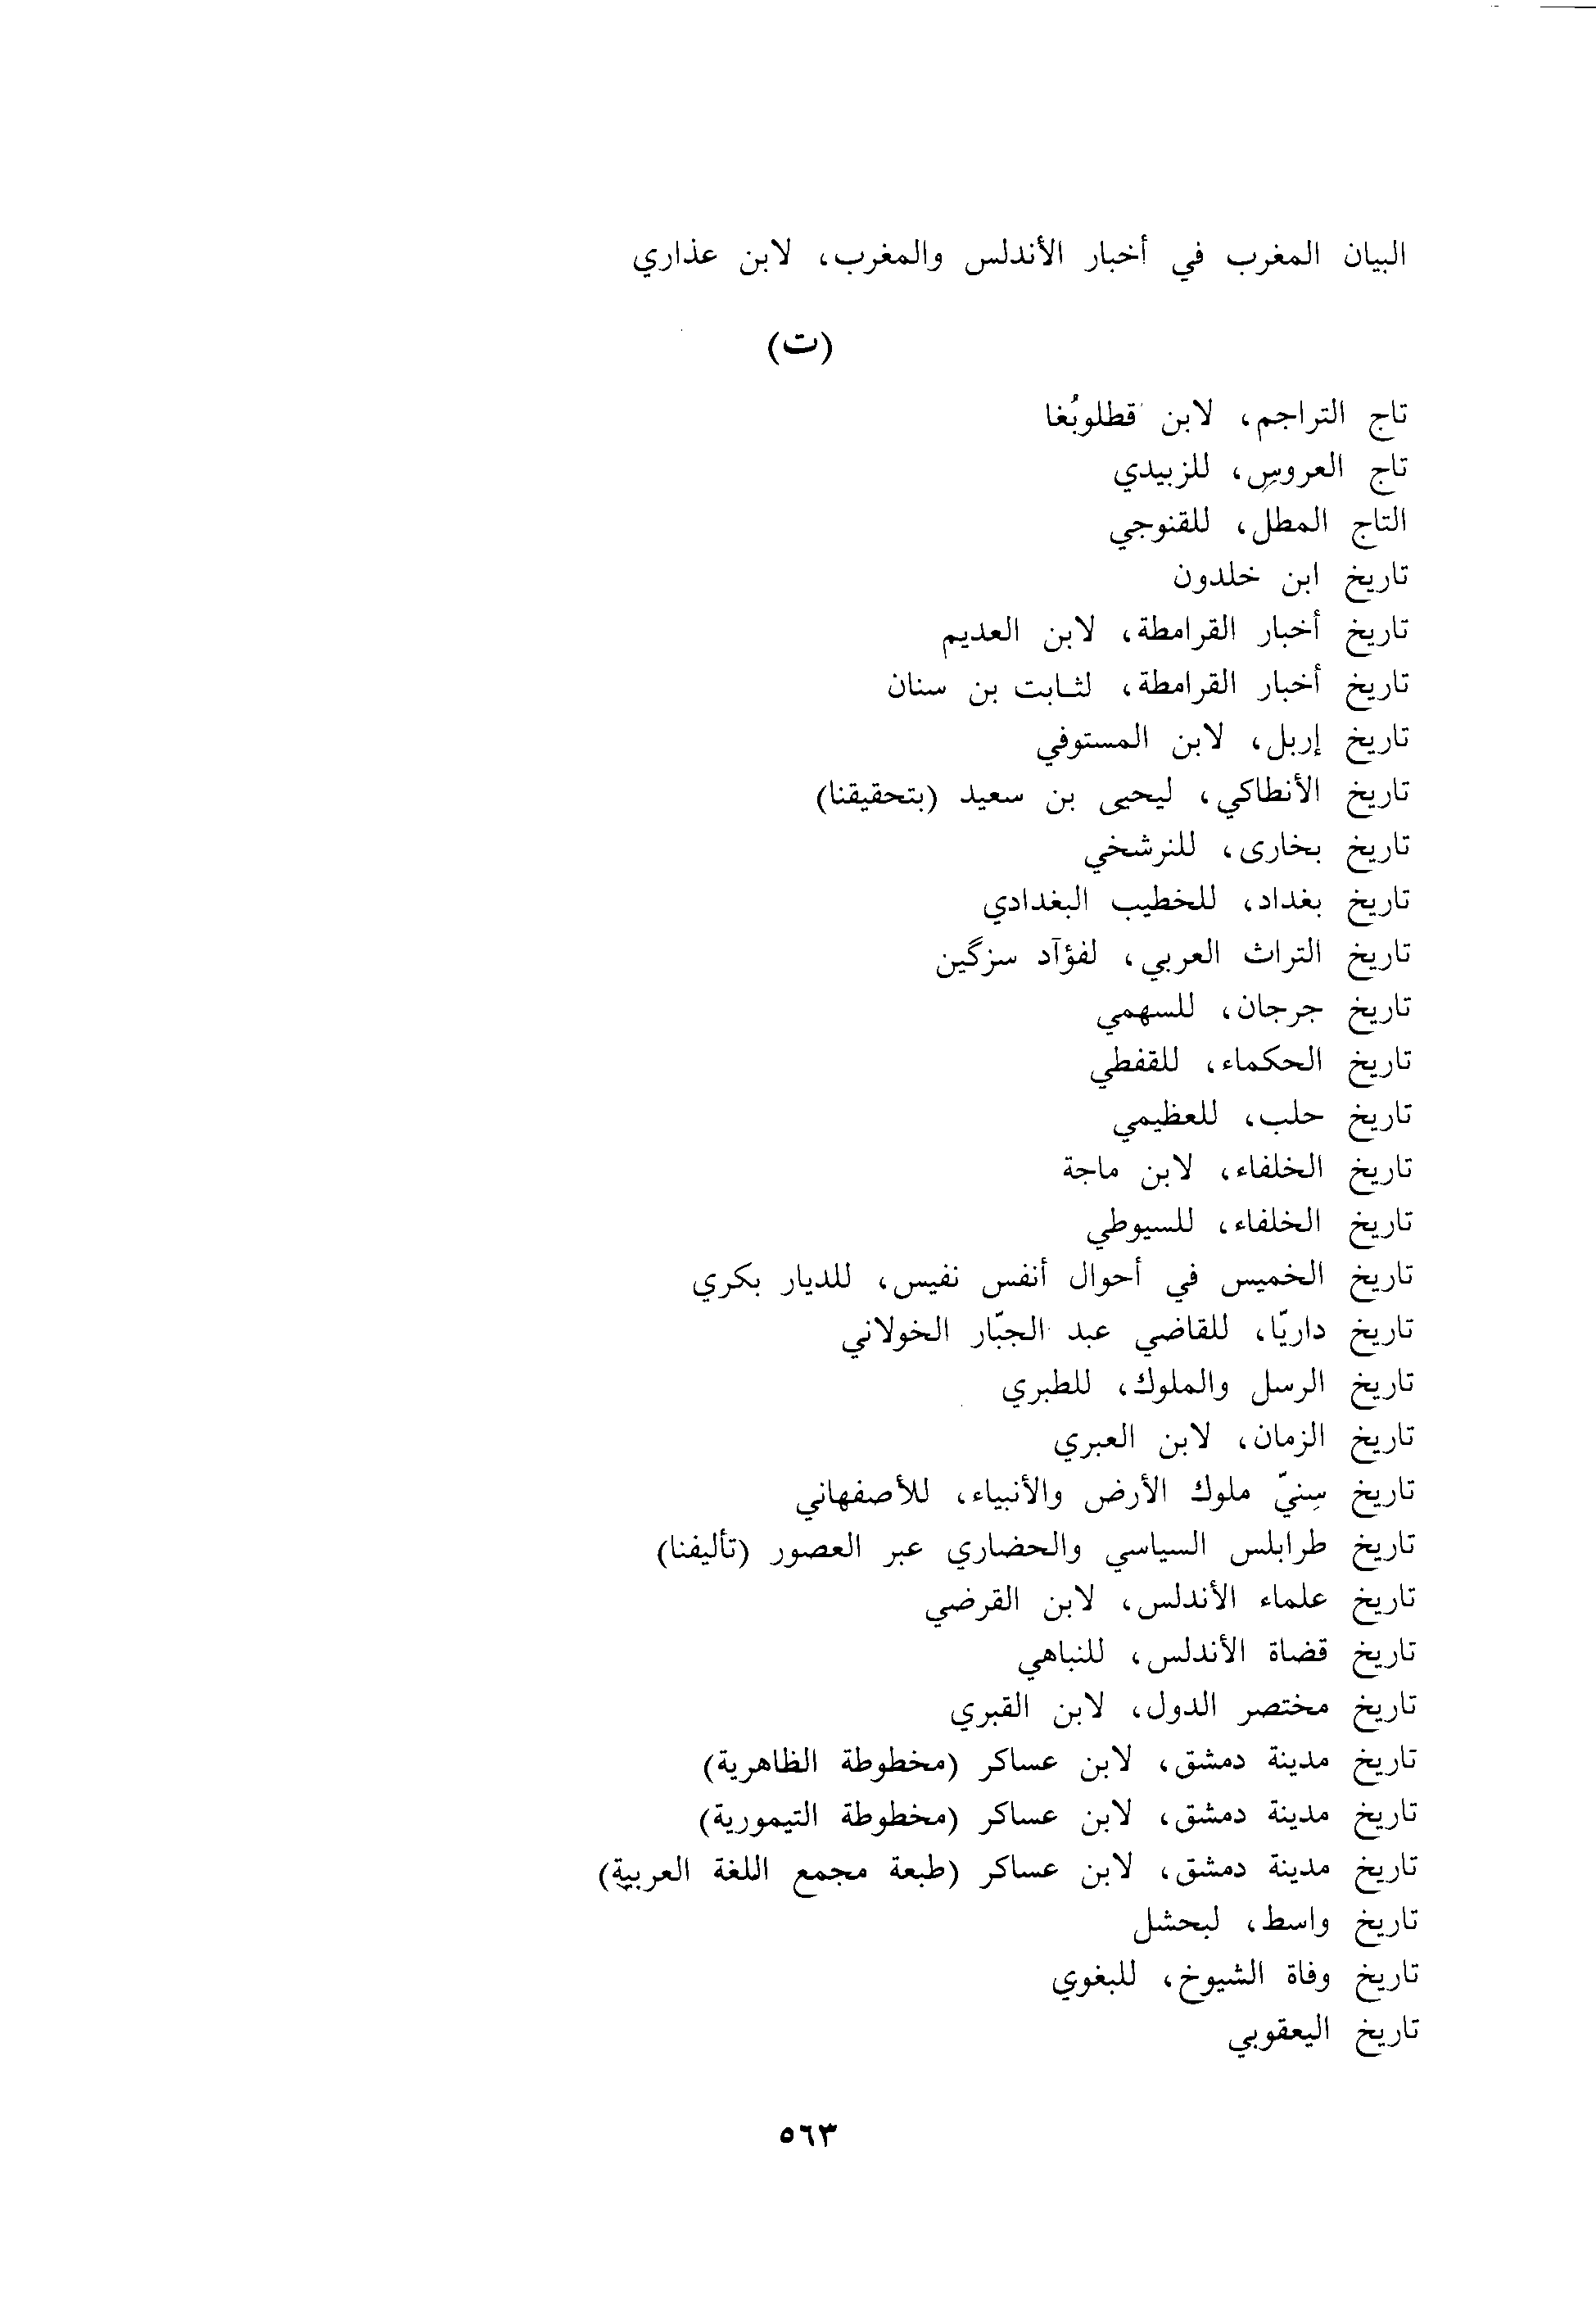 البيان المغرب في أخبار الأندلس والمغرب، لابن عذاري
(ت)
تاج التراجم، لابن قطلوبُغا
تاج العروس، للزبيدي
التاج المطل، للقنوجي
تاريخ ابن خلدون
تاريخ أخبار القرامطة، لابن العديم
تاريخ أخبار القرامطة، لثابت بن سنان
تاريخ إربل، لابن المستوفي
تاريخ الأنطاكي، ليحيى بن سعيد (بتحقيقنا)
تاريخ بخارى، للنرشخي
تاريخ بغداد، للخطيب البغدادي
تاريخ التراث العربي، لفؤآد سزگين
تاريخ جرجان، للسهمي
تاريخ الحكماء، للقفطي
تاريخ حلب، للعظيمي
تاريخ الخلفاء، لابن ماجة
تاريخ الخلفاء، للسيوطي
تاريخ الخميس في أحوال أنفس نفيس، للديار بكري
تاريخ داريّا، للقاضي عبد الجبّار الخولاني
تاريخ الرسل والملوك، للطبري
تاريخ الزمان، لابن العبري
تاريخ سِنيّ ملوك الأرض والأنبياء، للأصفهاني
تاريخ طرابلس السياسي والحضاري عبر العصور (تأليفنا)
تاريخ علماء الأندلس، لابن القرضي
تاريخ قضاة الأندلس، للنباهي
تاريخ مختصر الدول، لابن القبري
تاريخ مدينة دمشق، لابن عساكر (مخطوطة الظاهرية)
تاريخ مدينة دمشق، لابن عساكر (مخطوطة التيمورية)
تاريخ مدينة دمشق، لابن عساكر (طبعة مجمع اللغة العربية)
تاريخ واسط، لبحشل
تاريخ وفاة الشيوخ، للبغوي
تاريخ اليعقوبي
٥٦٣